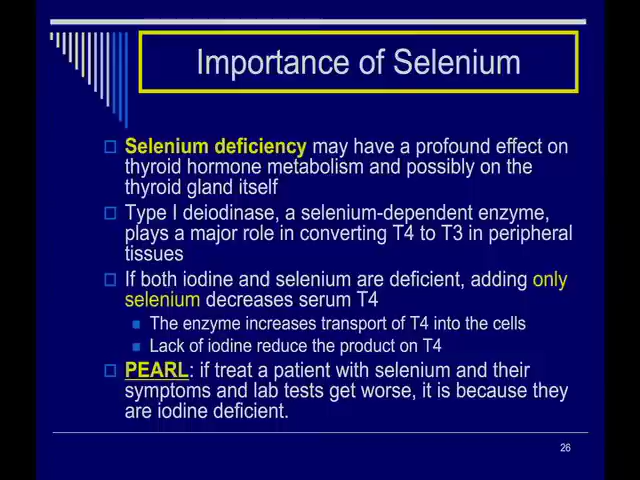 Importance of Selenium
Selenium deficiency may have a profound effect on
thyroid hormone metabolism and possibly on the
thyroid gland itself
Type I deiodinase, a selenium-dependent enzyme,
plays a major role in converting T4 to T3 in peripheral
tissues
If both iodine and selenium are deficient, adding only
selenium decreases serum T4
The enzyme increases transport of T4 into the cells
Lack of iodine reduce the product on T4
PEARL: if treat a patient with selenium and their
symptoms and lab tests get worse, it is because they
are iodine deficient.
26